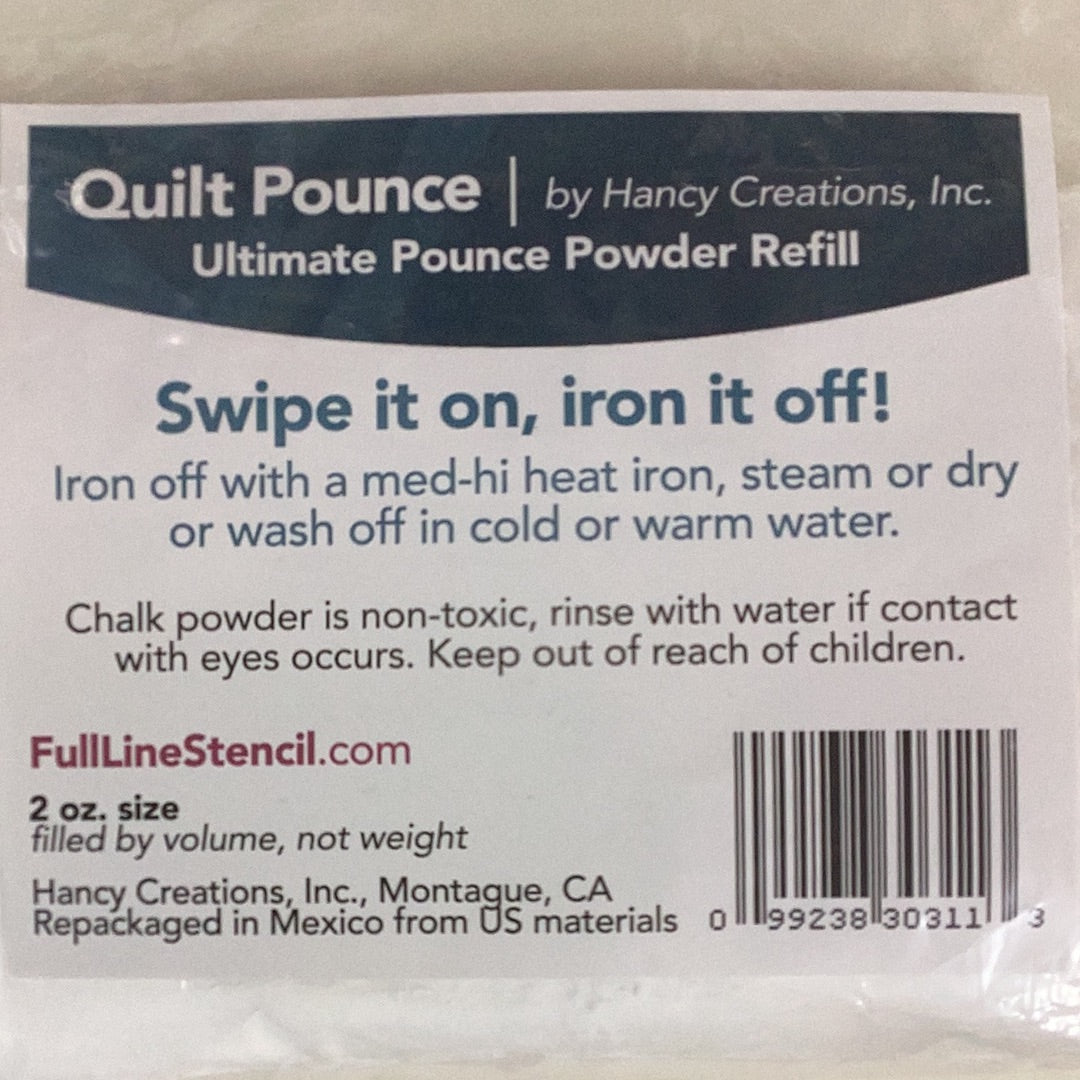 Quilt Pounce | by Hancy Creations, Inc.
Ultimate Pounce Powder Refill
Swipe it on, iron it off!
Iron off with a med-hi heat iron, steam or dry
or wash off in cold or warm water.
Chalk powder is non-toxic, rinse with water if contact
with eyes occurs. Keep out of reach of children.
FullLineStencil.com
2 oz. size
filled by volume, not weight
Hancy Creations, Inc., Montague, CA
Repackaged in Mexico from US materials
0 99238 30311 3